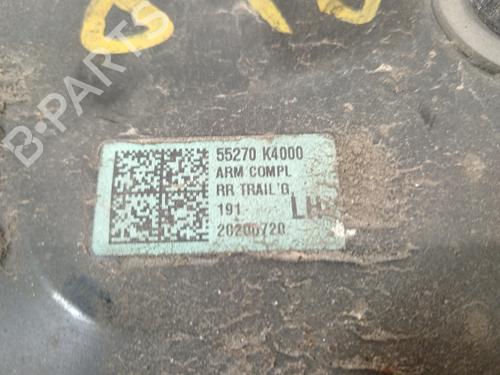 55270 K4000
ARM COMPL
RR TRAIL'G
191 LH
20200720
B-PARTS